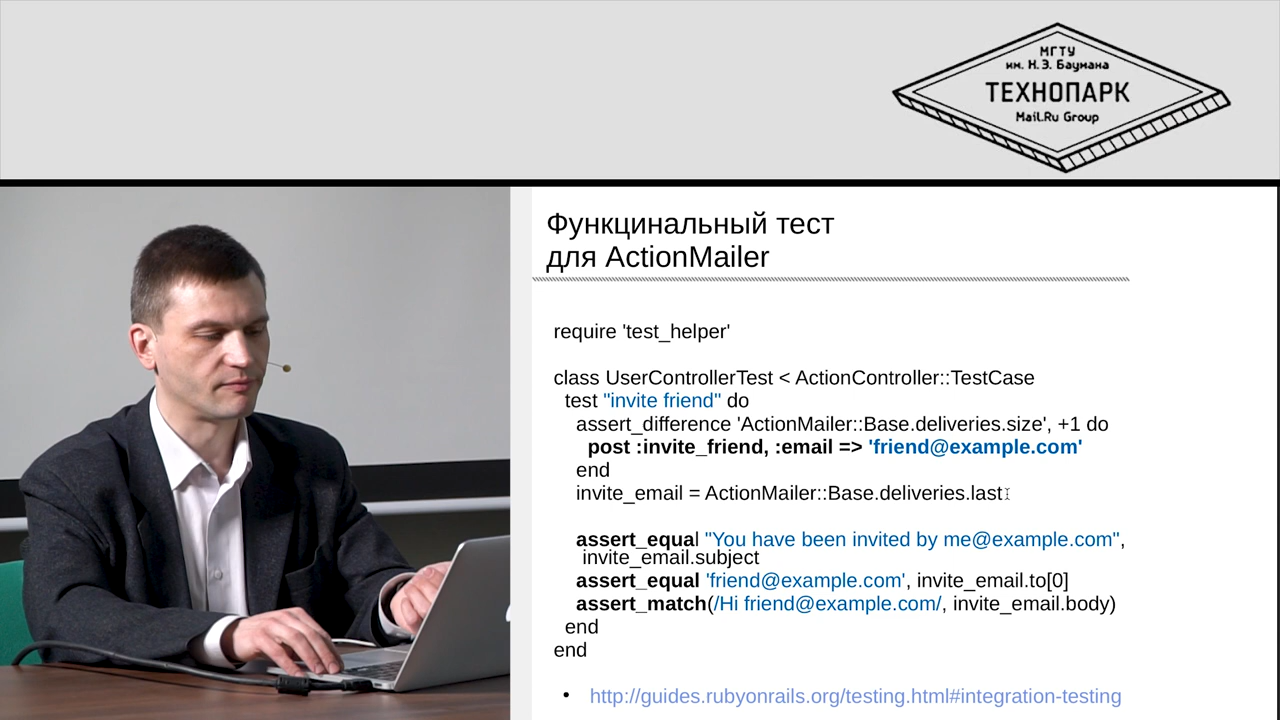 МГТУ
им. Н.Э. Баумана
ТЕХНОПАРК
Mail.Ru Group
Функцинальный тест
для ActionMailer
require 'test_helper'
class UserControllerTest < ActionController::TestCase
test "invite friend" do
assert_difference 'ActionMailer::Base.deliveries.size', +1 do
post :invite_friend, :email => 'friend@example.com'
end
invite_email = ActionMailer::Base.deliveries.last
assert_equal "You have been invited by me@example.com",
invite_email.subject
assert_equal 'friend@example.com', invite_email.to[0]
assert_match(/Hi friend@example.com/, invite_email.body)
end
end
• http://guides.rubyonrails.org/testing.html#integration-testing